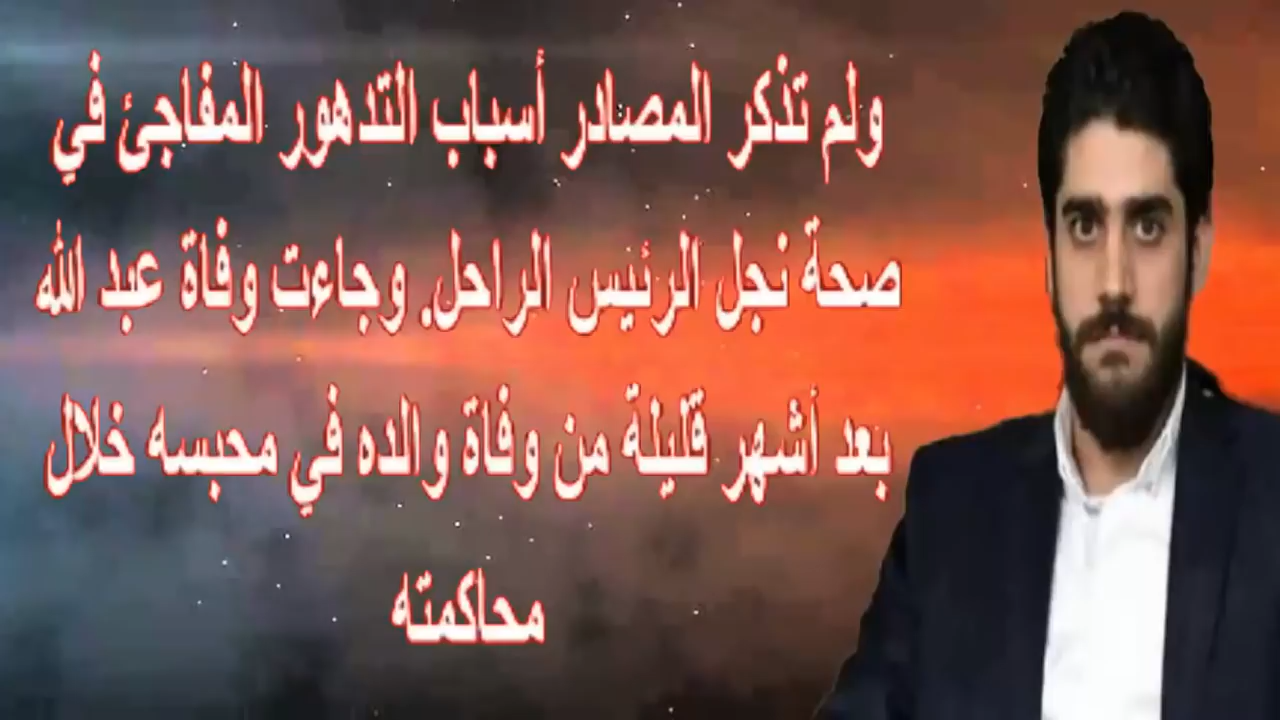 ولم تذكر المصادر أسباب التدهور المفاجئ في
صحة نجل الرئيس الراحل. وجاءت وفاة عبد الله
بعد أشهر قليلة من وفاة والده في محبسه خلال
محاكمته